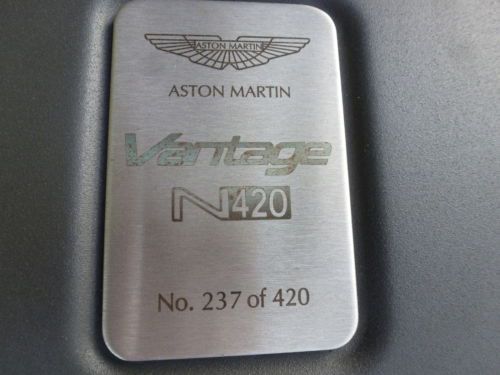 ASTON MARTIN
ASTON MARTIN
Vantage
N420
No. 237 of 420